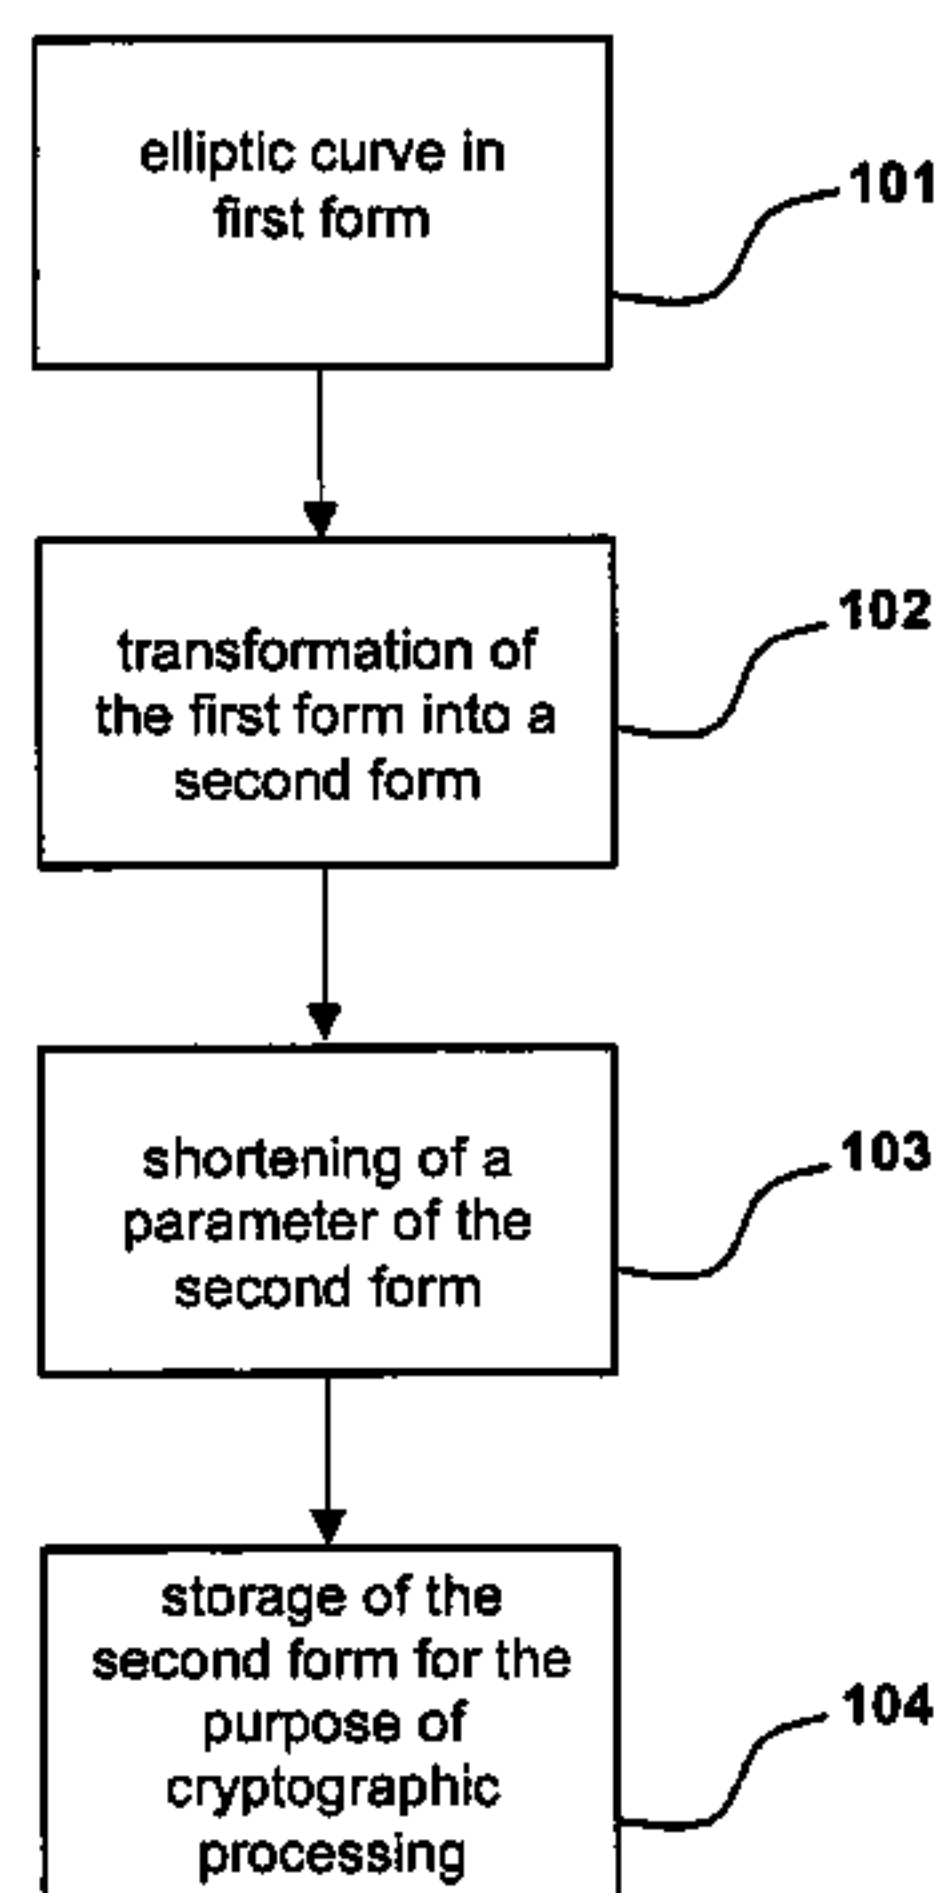 elliptic curve in
first form
101
transformation of
the first form into a
second form
102
shortening of a
parameter of the
second form
103
storage of the
second form for the
purpose of
cryptographic
processing
104